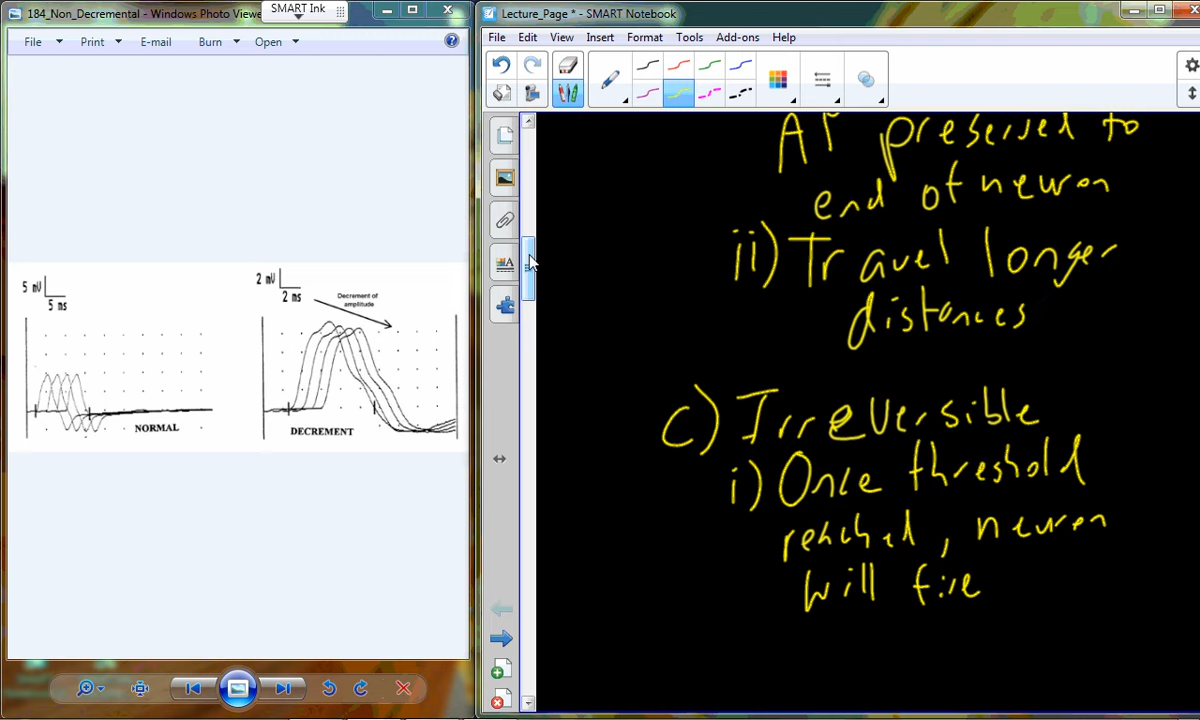 184_Non_Decremental - Windows Photo Viewe
SMART Ink
File Print E-mail Burn Open
5 mV
5 ms
NORMAL
2 mV
2 ms
Decrement of
amplitude
DECREMENT
Lecture_Page * - SMART Notebook
File Edit View Insert Format Tools Add-ons Help
AP preserved to
end of neuron
ii) Travel longer
distances
c) Irreversible
i) Once threshold
reached, neuron
will fire